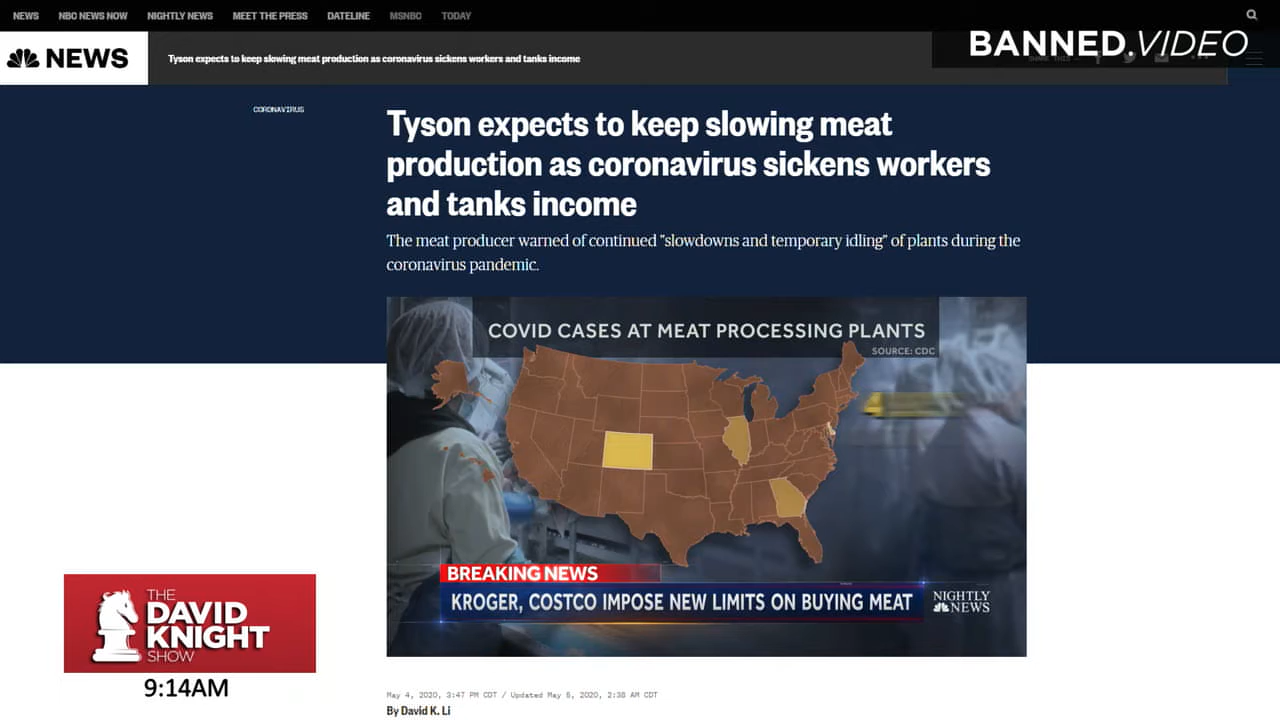 NEWS NBC NEWS NOW NIGHTLY NEWS MEET THE PRESS DATELINE MSNBC TODAY
BANNED.VIDEO
NEWS
Tyson expects to keep slowing meat production as coronavirus sickens workers and tanks income
SHARE THIS —
CORONAVIRUS
Tyson expects to keep slowing meat
production as coronavirus sickens workers
and tanks income
The meat producer warned of continued "slowdowns and temporary idling" of plants during the
coronavirus pandemic.
COVID CASES AT MEAT PROCESSING PLANTS
SOURCE: CDC
BREAKING NEWS
KROGER, COSTCO IMPOSE NEW LIMITS ON BUYING MEAT
NIGHTLY
NEWS
THE
DAVID
KNIGHT
SHOW
9:14AM
May 4, 2020, 3:47 PM CDT / Updated May 6, 2020, 2:38 AM CDT
By David K. Li